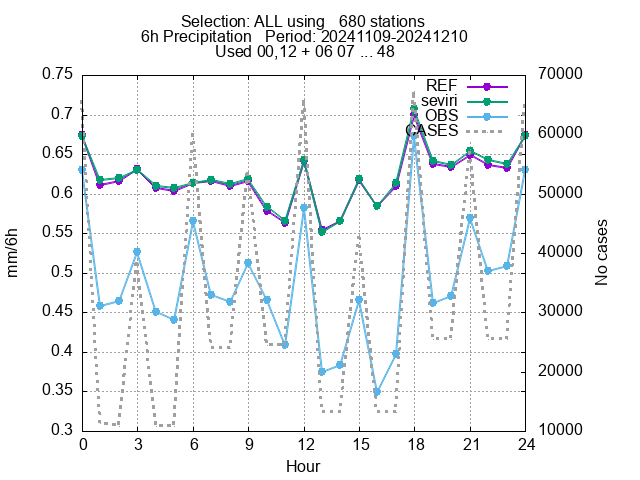 Selection: ALL using   680 stations
6h Precipitation   Period: 20241109-20241210
Used 00,12 + 06 07 ... 48
0.75
0.7
0.65
0.6
0.55
0.5
0.45
0.4
0.35
0.3
mm/6h
70000
60000
50000
40000
30000
20000
10000
No cases
REF
seviri
OBS
CASES
0 3 6 9 12 15 18 21 24
Hour